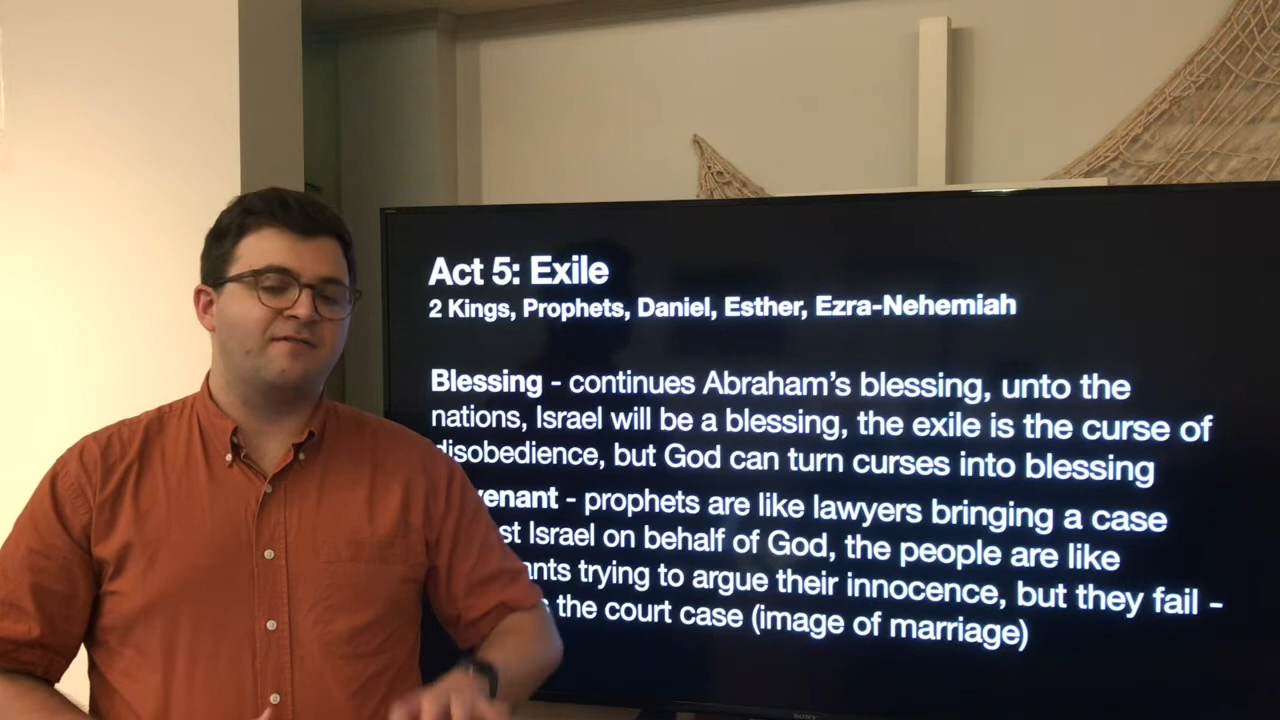 Act 5: Exile
2 Kings, Prophets, Daniel, Esther, Ezra-Nehemiah
Blessing - continues Abraham's blessing, unto the
nations, Israel will be a blessing, the exile is the curse of
disobedience, but God can turn curses into blessing
venant - prophets are like lawyers bringing a case
st Israel on behalf of God, the people are like
ants trying to argue their innocence, but they fail -
s the court case (image of marriage)
SONY